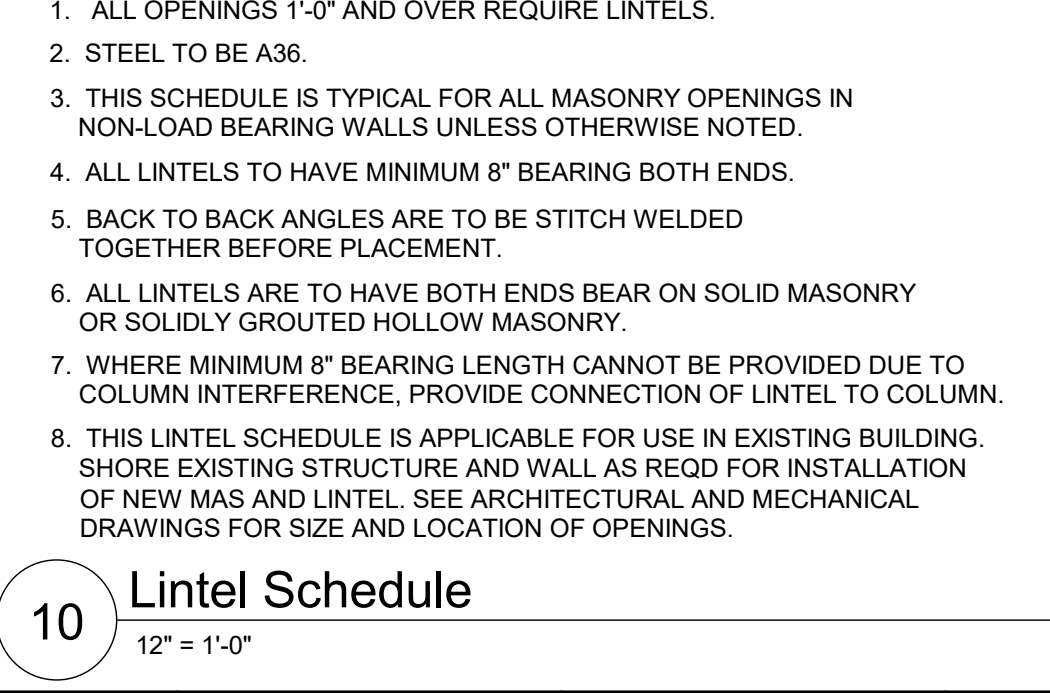 1. ALL OPENINGS 1'-0" AND OVER REQUIRE LINTELS.
2. STEEL TO BE A36.
3. THIS SCHEDULE IS TYPICAL FOR ALL MASONRY OPENINGS IN
NON-LOAD BEARING WALLS UNLESS OTHERWISE NOTED.
4. ALL LINTELS TO HAVE MINIMUM 8" BEARING BOTH ENDS.
5. BACK TO BACK ANGLES ARE TO BE STITCH WELDED
TOGETHER BEFORE PLACEMENT.
6. ALL LINTELS ARE TO HAVE BOTH ENDS BEAR ON SOLID MASONRY
OR SOLIDLY GROUTED HOLLOW MASONRY.
7. WHERE MINIMUM 8" BEARING LENGTH CANNOT BE PROVIDED DUE TO
COLUMN INTERFERENCE, PROVIDE CONNECTION OF LINTEL TO COLUMN.
8. THIS LINTEL SCHEDULE IS APPLICABLE FOR USE IN EXISTING BUILDING.
SHORE EXISTING STRUCTURE AND WALL AS REQD FOR INSTALLATION
OF NEW MAS AND LINTEL. SEE ARCHITECTURAL AND MECHANICAL
DRAWINGS FOR SIZE AND LOCATION OF OPENINGS.
10 Lintel Schedule
12" = 1'-0"